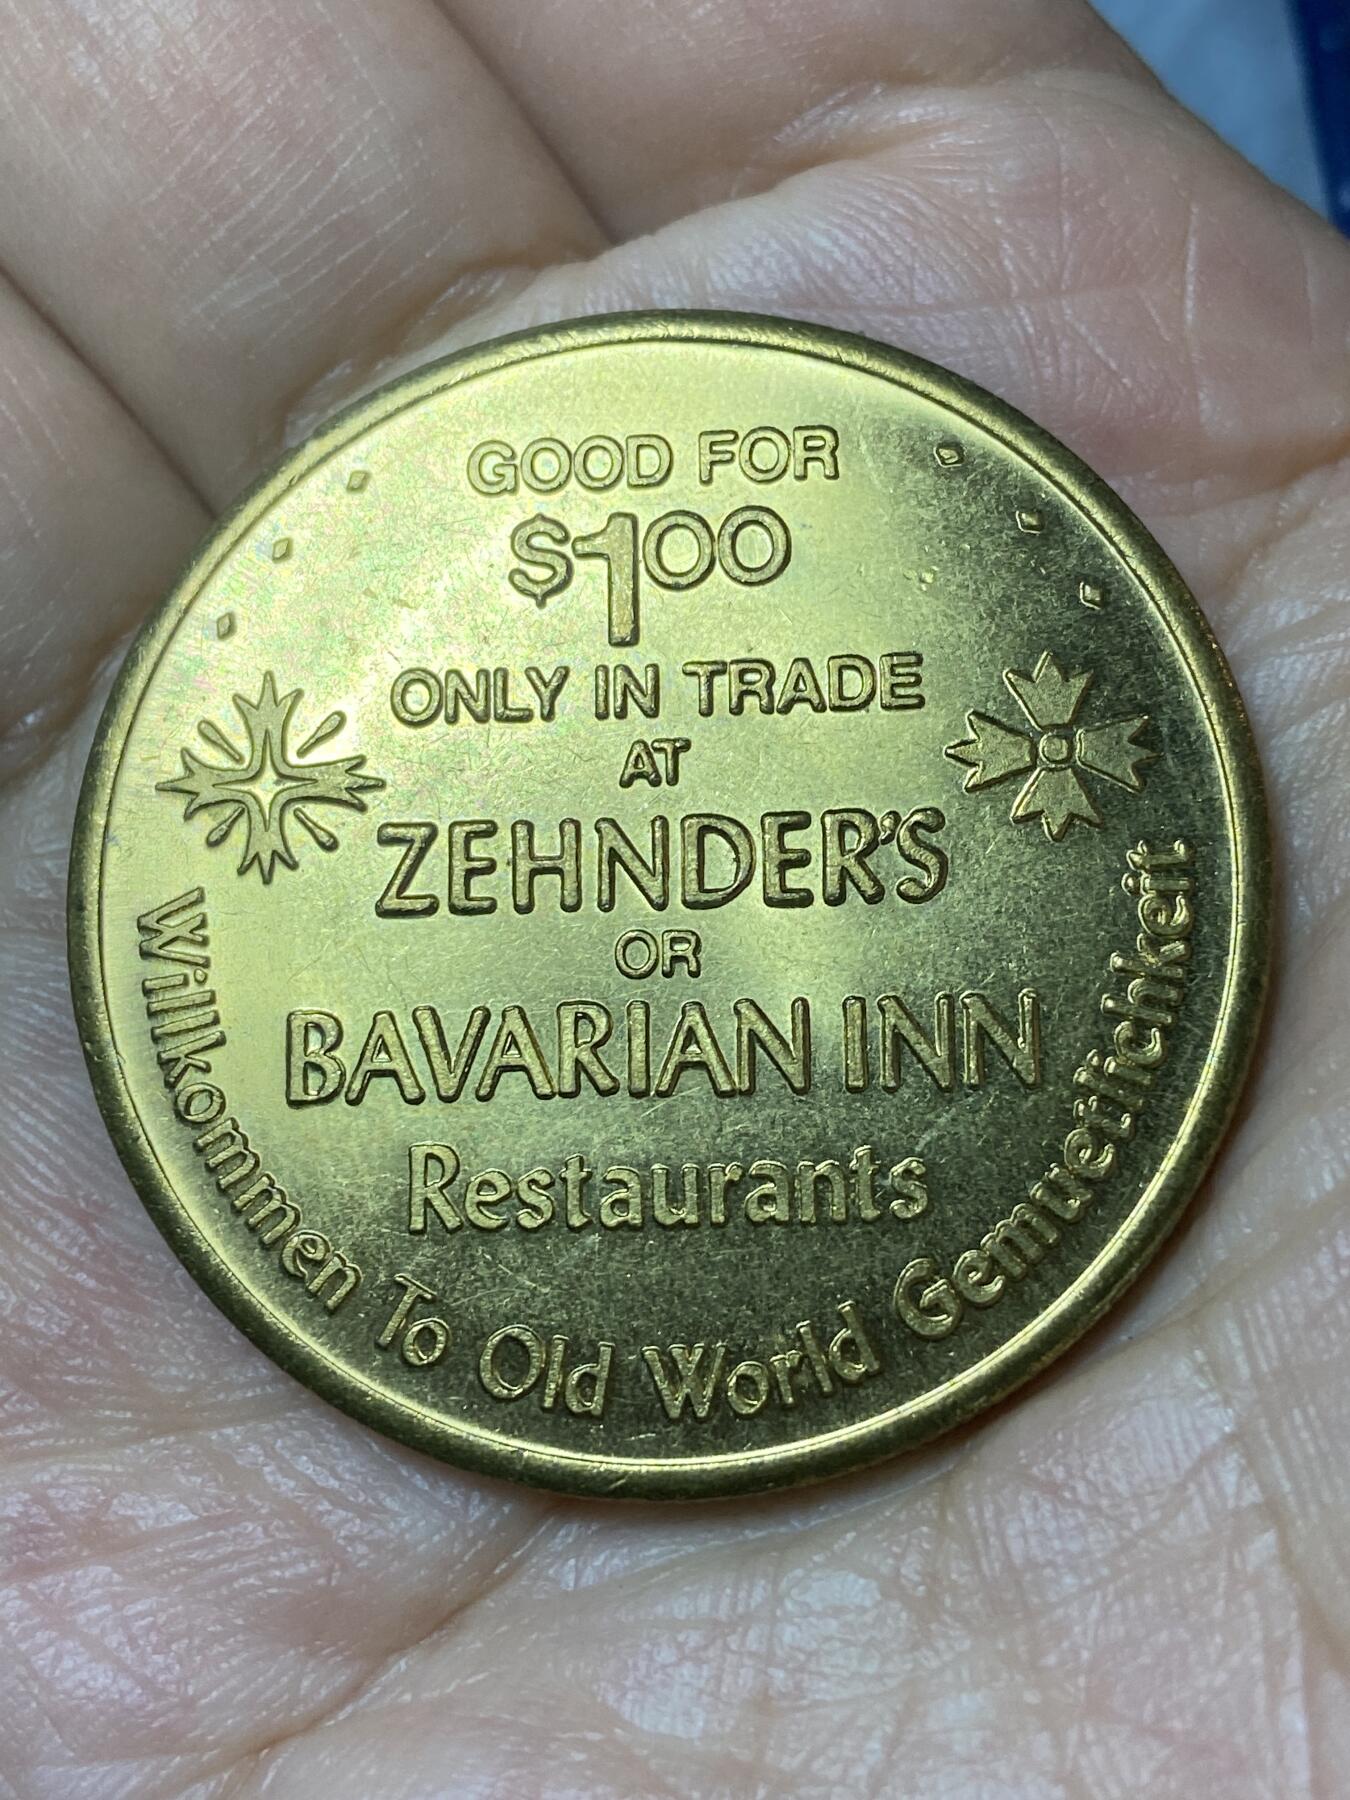 GOOD FOR
$1.00
ONLY IN TRADE
AT
ZEHNDER'S
OR
BAVARIAN INN
Restaurants
Willkommen To Old World Gemuetlichkeit